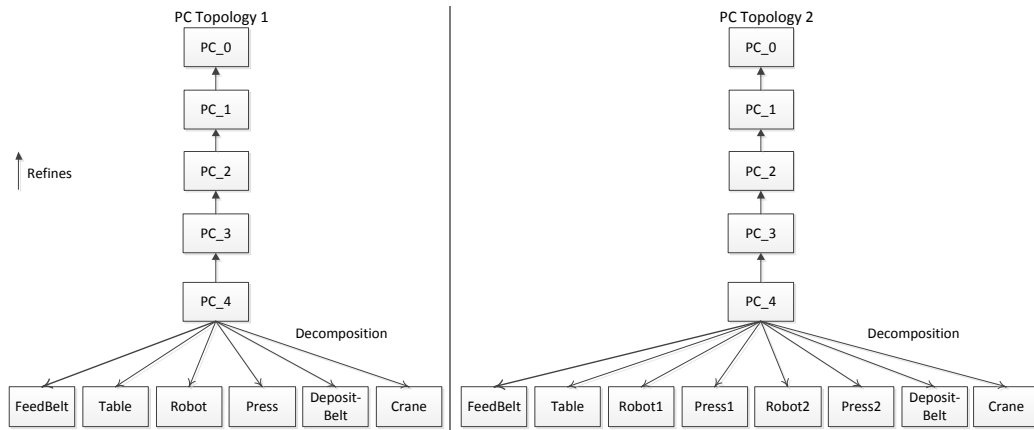 PC Topology 1
PC_0
PC_1
PC_2
Refines
PC_3
PC_4
Decomposition
FeedBelt
Table
Robot
Press
Deposit-
Belt
Crane
PC Topology 2
PC_0
PC_1
PC_2
PC_3
PC_4
Decomposition
FeedBelt
Table
Robot1
Press1
Robot2
Press2
Deposit-
Belt
Crane